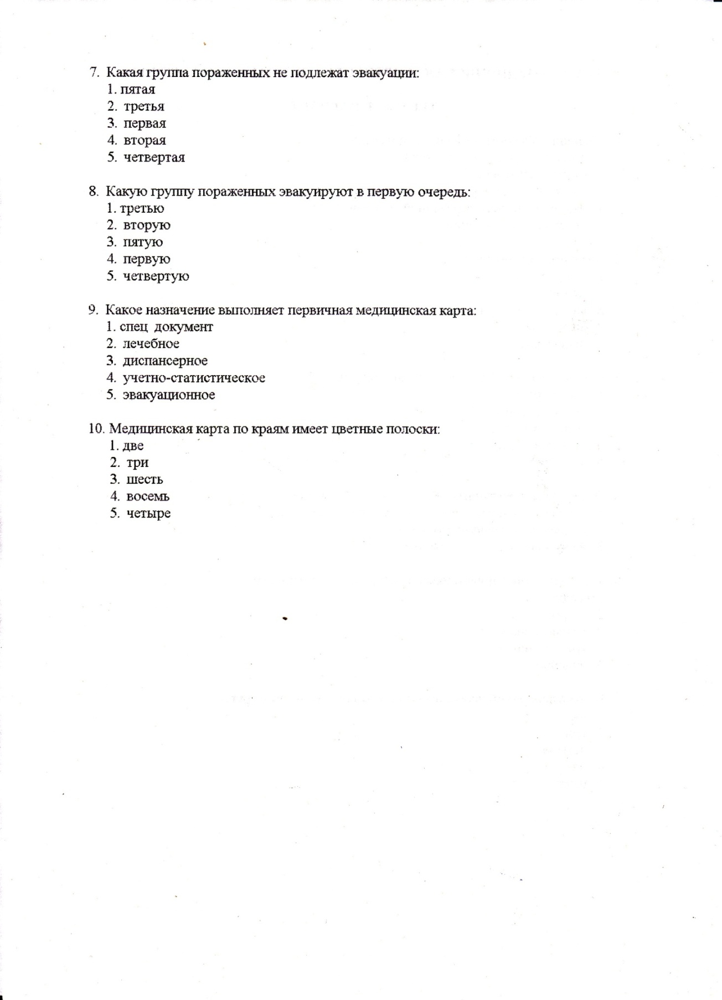 7. Какая группа пораженных не подлежат эвакуации:
1. пятая
2. третья
3. первая
4. вторая
5. четвертая
8. Какую группу пораженных эвакуируют в первую очередь:
1. третью
2. вторую
3. пятую
4. первую
5. четвертую
9. Какое назначение выполняет первичная медицинская карта:
1. спец документ
2. лечебное
3. диспансерное
4. учетно-статистическое
5. эвакуационное
10. Медицинская карта по краям имеет цветные полоски:
1. две
2. три
3. шесть
4. восемь
5. четыре